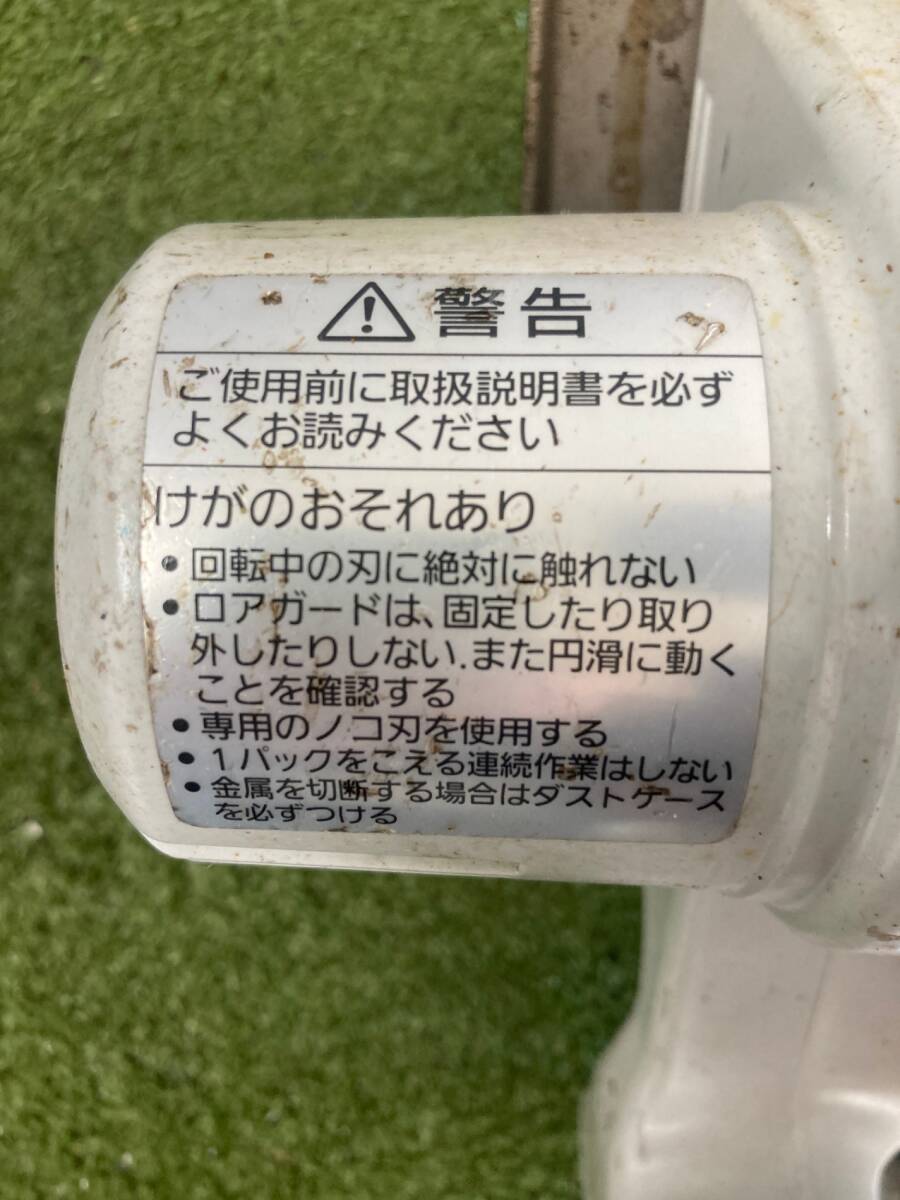 警告
ご使用前に取扱説明書を必ず
よくお読みください
けがのおそれあり
・回転中の刃に絶対に触れない
・ロアガードは、固定したり取り
外したりしない.また円滑に動く
ことを確認する
・専用のノコ刃を使用する
・1パックをこえる連続作業はしない
・金属を切断する場合はダストケース
を必ずつける